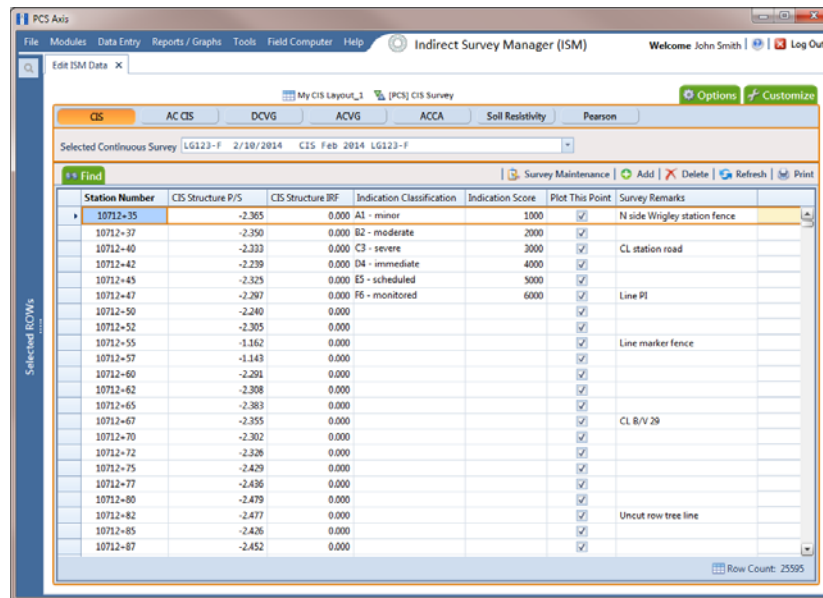 PCS Axis
File Modules Data Entry Reports / Graphs Tools Field Computer Help Indirect Survey Manager (ISM) Welcome John Smith Log Out
Edit ISM Data X
My CIS Layout_1 [PCS] CIS Survey Options Customize
CIS AC CIS DCVG ACVG ACCA Soil Resistivity Pearson
Selected Continuous Survey LG123-F 2/10/2014 CIS Feb 2014 LG123-F
Find Survey Maintenance Add Delete Refresh Print
Station Number CIS Structure P/S CIS Structure IRF Indication Classification Indication Score Plot This Point Survey Remarks
10712+35 -2.365 0.000 A1 - minor 1000 N side Wrigley station fence
10712+37 -2.350 0.000 B2 - moderate 2000
10712+40 -2.333 0.000 C3 - severe 3000 CL station road
10712+42 -2.239 0.000 D4 - immediate 4000
10712+45 -2.325 0.000 E5 - scheduled 5000
10712+47 -2.297 0.000 F6 - monitored 6000 Line PI
10712+50 -2.240 0.000
10712+52 -2.305 0.000
10712+55 -1.162 0.000 Line marker fence
10712+57 -1.143 0.000
10712+60 -2.291 0.000
10712+62 -2.308 0.000
10712+65 -2.383 0.000
10712+67 -2.355 0.000 CL B/V 29
10712+70 -2.302 0.000
10712+72 -2.326 0.000
10712+75 -2.429 0.000
10712+77 -2.436 0.000
10712+80 -2.479 0.000
10712+82 -2.477 0.000 Uncut row tree line
10712+85 -2.426 0.000
10712+87 -2.452 0.000
Selected ROWs
Row Count: 25595